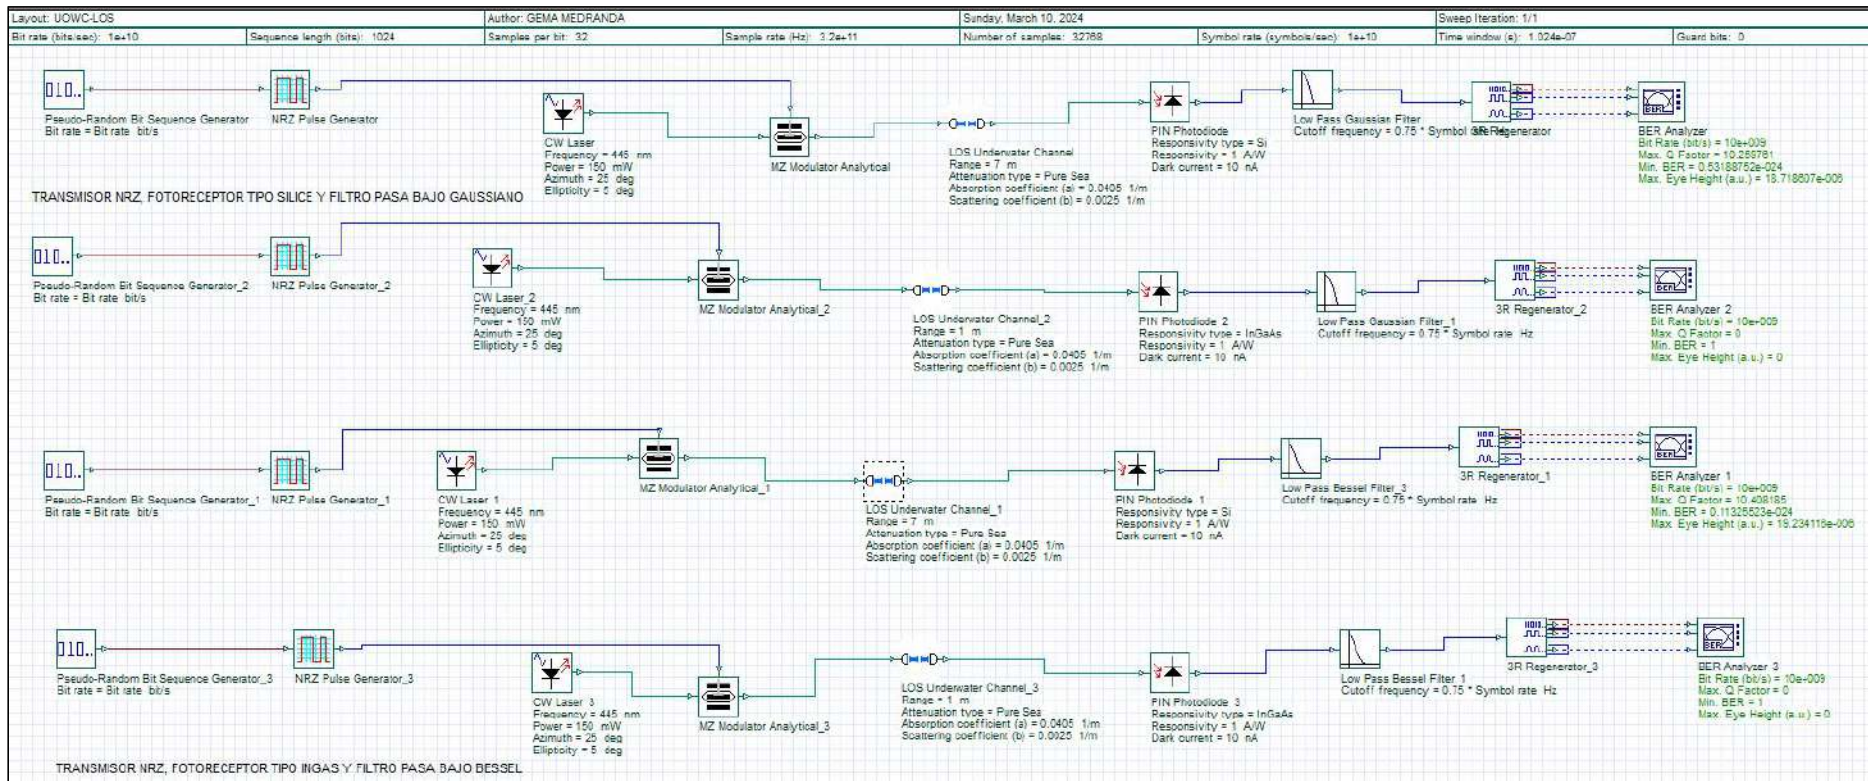 Layout: UOWC-LOS
Author: GEMA MEDRANDA
Sunday, March 10, 2024
Sweep Iteration: 1/1
Bit rate (bits/sec): 1e+10
Sequence length (bits): 1024
Samples per bit: 32
Sample rate (Hz): 3.2e+11
Number of samples: 32768
Symbol rate (symbols/sec): 1e+10
Time window (s): 1.024e-07
Guard bits: 0
Pseudo-Random Bit Sequence Generator
Bit rate = Bit rate bit/s
NRZ Pulse Generator
CW Laser
Frequency = 445 nm
Power = 150 mW
Azimuth = 25 deg
Ellipticity = 5 deg
MZ Modulator Analytical
LOS Underwater Channel
Range = 7 m
Attenuation type = Pure Sea
Absorption coefficient (a) = 0.0405 1/m
Scattering coefficient (b) = 0.0025 1/m
PIN Photodiode
Responsivity type = Si
Responsivity = 1 A/W
Dark current = 10 nA
Low Pass Gaussian Filter
Cutoff frequency = 0.75 * Symbol
3R Regenerator
BER Analyzer
Bit Rate (bit/s) = 10e+009
Max. Q Factor = 10.259761
Min. BER = 0.53188752e-024
Max. Eye Height (a.u.) = 18.718607e-006
TRANSMISOR NRZ, FOTORECEPTOR TIPO SILICE Y FILTRO PASA BAJO GAUSSIANO
Pseudo-Random Bit Sequence Generator_2
Bit rate = Bit rate bit/s
NRZ Pulse Generator_2
CW Laser_2
Frequency = 445 nm
Power = 150 mW
Azimuth = 25 deg
Ellipticity = 5 deg
MZ Modulator Analytical_2
LOS Underwater Channel_2
Range = 1 m
Attenuation type = Pure Sea
Absorption coefficient (a) = 0.0405 1/m
Scattering coefficient (b) = 0.0025 1/m
PIN Photodiode 2
Responsivity type = InGaAs
Responsivity = 1 A/W
Dark current = 10 nA
Low Pass Gaussian Filter_1
Cutoff frequency = 0.75 * Symbol rate Hz
3R Regenerator_2
BER Analyzer 2
Bit Rate (bit/s) = 10e+009
Max. Q Factor = 0
Min. BER = 1
Max. Eye Height (a.u.) = 0
Pseudo-Random Bit Sequence Generator_1
Bit rate = Bit rate bit/s
NRZ Pulse Generator_1
CW Laser 1
Frequency = 445 nm
Power = 150 mW
Azimuth = 25 deg
Ellipticity = 5 deg
MZ Modulator Analytical_1
LOS Underwater Channel_1
Range = 7 m
Attenuation type = Pure Sea
Absorption coefficient (a) = 0.0405 1/m
Scattering coefficient (b) = 0.0025 1/m
PIN Photodiode 1
Responsivity type = Si
Responsivity = 1 A/W
Dark current = 10 nA
Low Pass Bessel Filter_3
Cutoff frequency = 0.75 * Symbol rate Hz
3R Regenerator_1
BER Analyzer 1
Bit Rate (bit/s) = 10e+009
Max. Q Factor = 10.408185
Min. BER = 0.11325523e-024
Max. Eye Height (a.u.) = 19.234116e-006
Pseudo-Random Bit Sequence Generator_3
Bit rate = Bit rate bit/s
NRZ Pulse Generator_3
CW Laser 3
Frequency = 445 nm
Power = 150 mW
Azimuth = 25 deg
Ellipticity = 5 deg
MZ Modulator Analytical_3
LOS Underwater Channel_3
Range = 1 m
Attenuation type = Pure Sea
Absorption coefficient (a) = 0.0405 1/m
Scattering coefficient (b) = 0.0025 1/m
PIN Photodiode 3
Responsivity type = InGaAs
Responsivity = 1 A/W
Dark current = 10 nA
Low Pass Bessel Filter 1
Cutoff frequency = 0.75 * Symbol rate Hz
3R Regenerator_3
BER Analyzer 3
Bit Rate (bit/s) = 10e+009
Max. Q Factor = 0
Min. BER = 1
Max. Eye Height (a.u.) = 0
TRANSMISOR NRZ, FOTORECEPTOR TIPO INGAS Y FILTRO PASA BAJO BESSEL